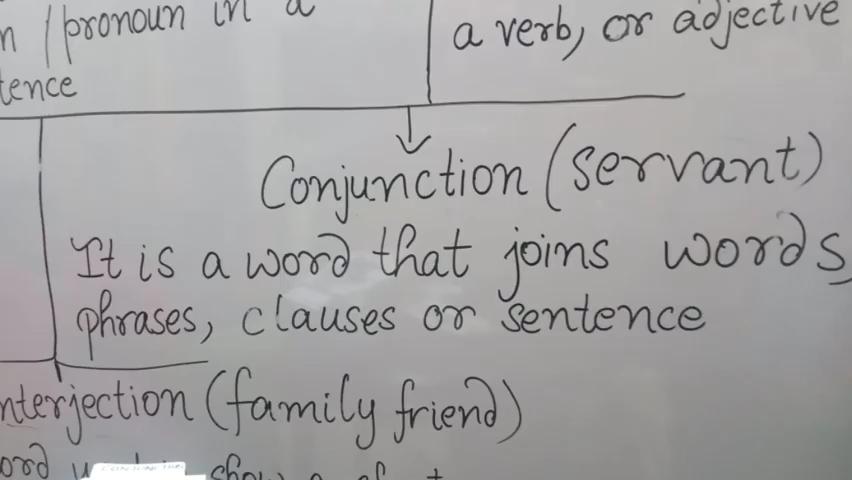 /pronoun in a
tence
a verb, or adjective
Conjunction (servant)
It is a word that joins words,
phrases, clauses or sentence
nterjection (family friend)
ord